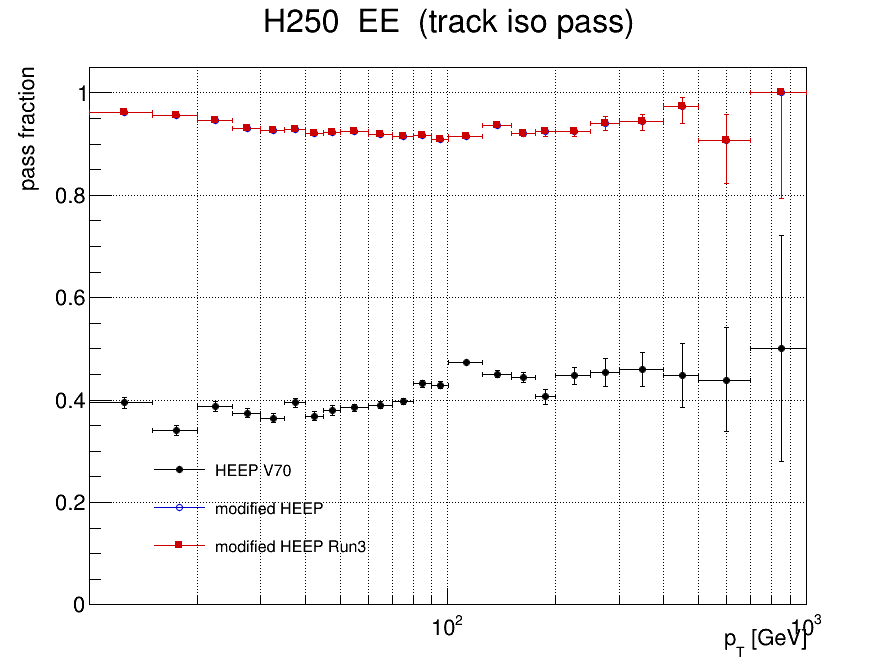 H250 EE (track iso pass)
pass fraction
1
0.8
0.6
0.4
0.2
0
HEEP V70
modified HEEP
modified HEEP Run3
10²
10³
p_T [GeV]